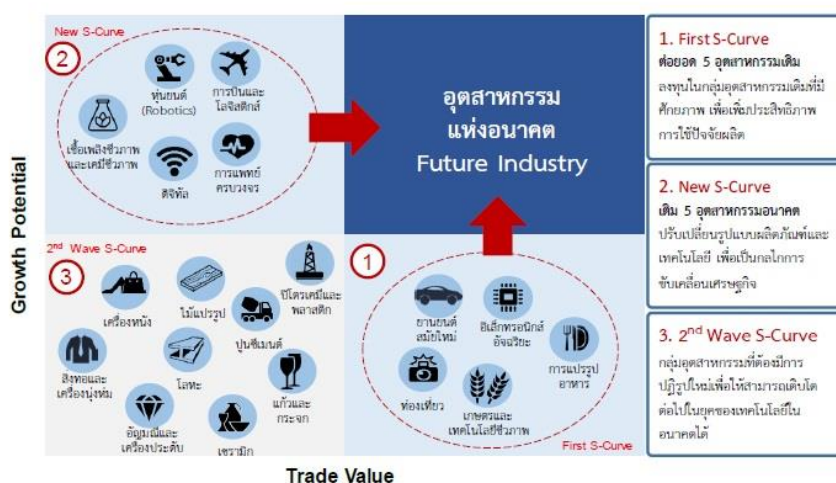 New S-Curve
2
หุ่นยนต์
(Robotics)
การบินและ
โลจิสติกส์
เชื้อเพลิงชีวภาพ
และเคมีชีวภาพ
ดิจิทัล
การแพทย์
ครบวงจร
อุตสาหกรรม
แห่งอนาคต
Future Industry
Growth Potential
2nd Wave S-Curve
3
เครื่องหนัง
ไม้แปรรูป
ปิโตรเคมีและ
พลาสติก
ปูนซีเมนต์
สิ่งทอและ
เครื่องนุ่งห่ม
โลหะ
แก้วและ
กระจก
อัญมณีและ
เครื่องประดับ
เซรามิก
1
ยานยนต์
สมัยใหม่
อิเล็กทรอนิกส์
อัจฉริยะ
การแปรรูป
อาหาร
ท่องเที่ยว
เกษตรและ
เทคโนโลยีชีวภาพ
First S-Curve
Trade Value
1. First S-Curve
ต่อยอด 5 อุตสาหกรรมเดิม
ลงทุนในกลุ่มอุตสาหกรรมเดิมที่มี
ศักยภาพ เพื่อเพิ่มประสิทธิภาพ
การใช้ปัจจัยผลิต
2. New S-Curve
เติม 5 อุตสาหกรรมอนาคต
ปรับเปลี่ยนรูปแบบผลิตภัณฑ์และ
เทคโนโลยี เพื่อเป็นกลไกการ
ขับเคลื่อนเศรษฐกิจ
3. 2nd Wave S-Curve
กลุ่มอุตสาหกรรมที่ต้องมีการ
ปฏิรูปใหม่เพื่อให้สามารถเติบโต
ต่อไปในยุคของเทคโนโลยีใน
อนาคตได้